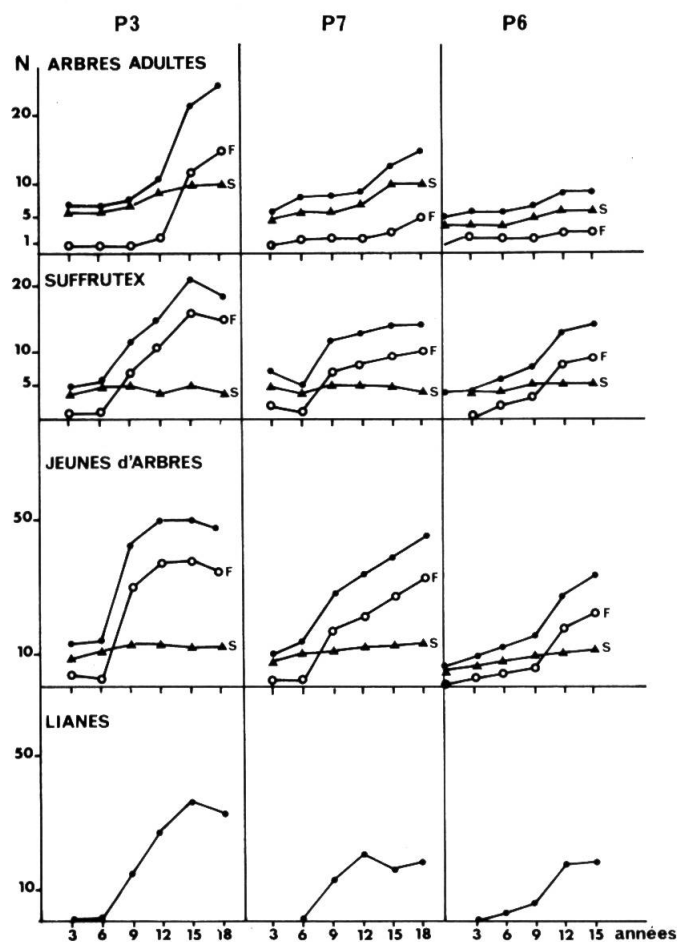 P3 P7 P6
N ARBRES ADULTES
20
10
5
1
F
S
S
F
S
F
SUFFRUTEX
20
10
5
F
S
F
S
F
S
JEUNES d'ARBRES
50
10
F
S
F
S
F
S
LIANES
50
10
3 6 9 12 15 18 3 6 9 12 15 18 3 6 9 12 15 années